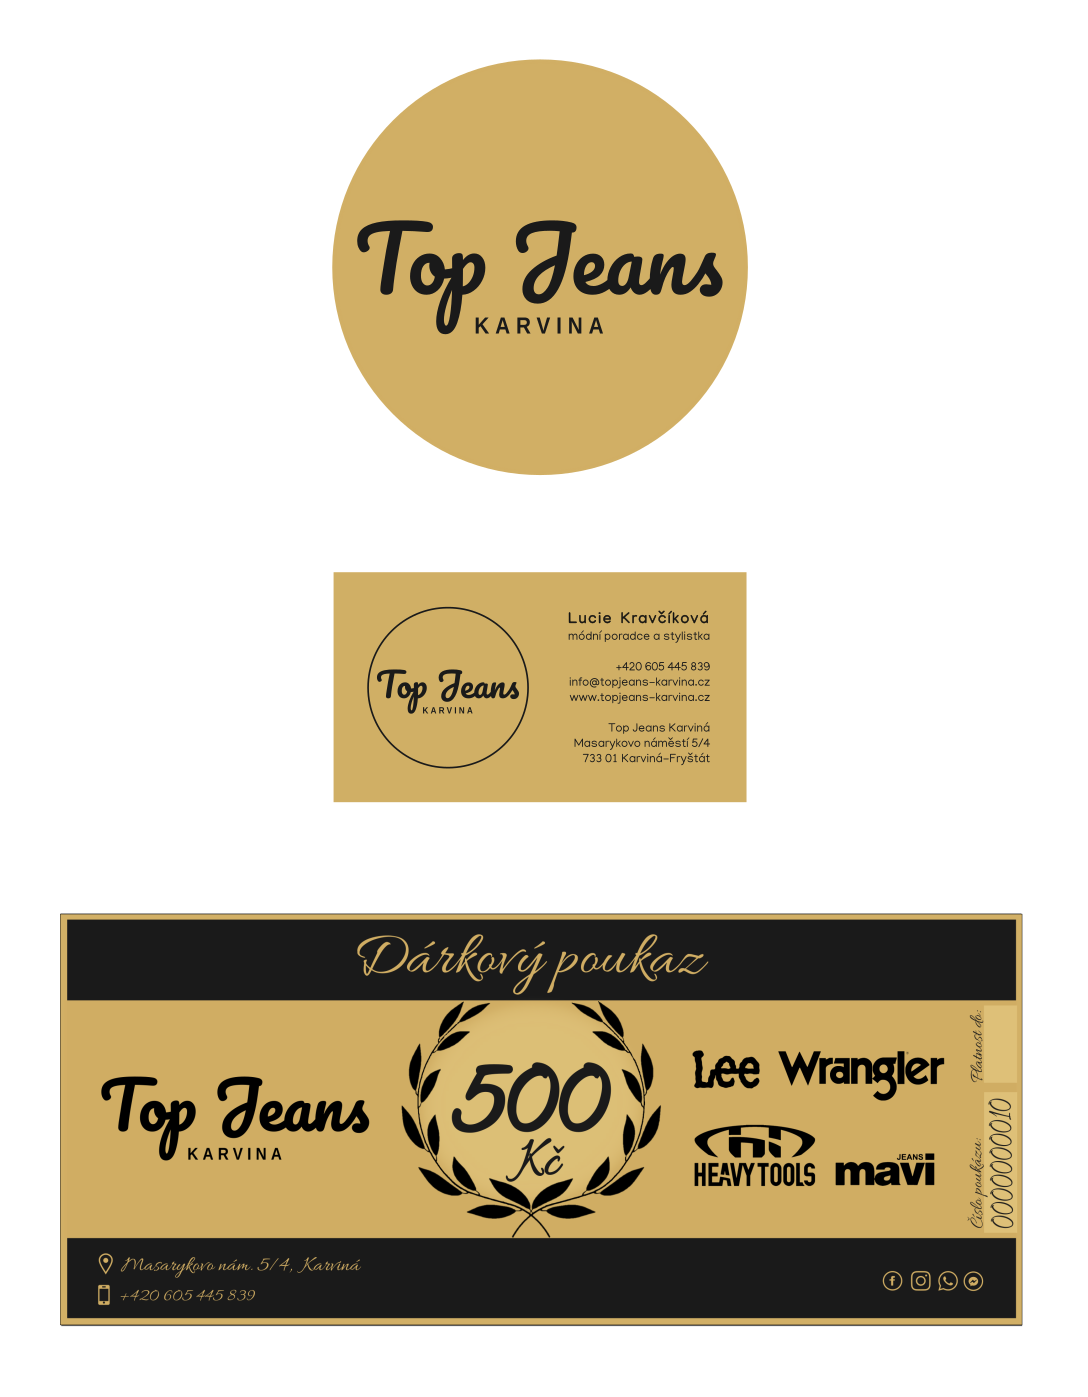 Top Jeans
KARVINA
Top Jeans
KARVINA
Lucie Kravčíková
módní poradce a stylistka
+420 605 445 839
info@topjeans-karvina.cz
www.topjeans-karvina.cz
Top Jeans Karviná
Masarykovo náměstí 5/4
733 01 Karviná-Fryštát
Dárkový poukaz
Top Jeans
KARVINA
500
Kč
Lee Wrangler
HEAVY TOOLS
JEANS
mavi
Platnost do:
Číslo poukázu:
0000000010
Masarykovo nám. 5/4, Karviná
+420 605 445 839